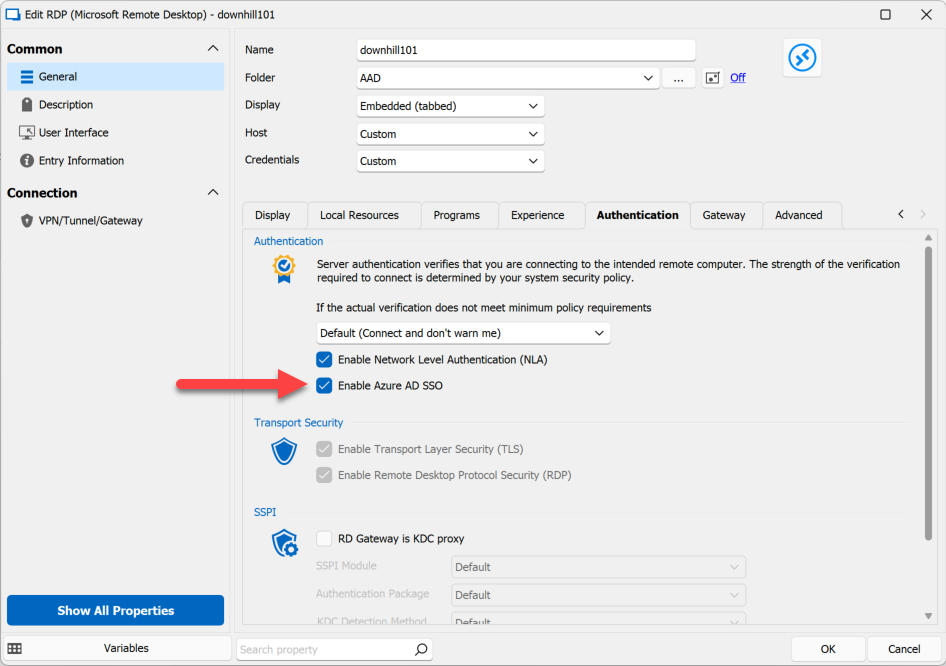 Edit RDP (Microsoft Remote Desktop) - downhill101
Common
General
Description
User Interface
Entry Information
Connection
VPN/Tunnel/Gateway
Show All Properties
Variables
Name
downhill101
Folder
AAD
...
Off
Display
Embedded (tabbed)
Host
Custom
Credentials
Custom
Display
Local Resources
Programs
Experience
Authentication
Gateway
Advanced
Authentication
Server authentication verifies that you are connecting to the intended remote computer. The strength of the verification
required to connect is determined by your system security policy.
If the actual verification does not meet minimum policy requirements
Default (Connect and don't warn me)
Enable Network Level Authentication (NLA)
Enable Azure AD SSO
Transport Security
Enable Transport Layer Security (TLS)
Enable Remote Desktop Protocol Security (RDP)
SSPI
RD Gateway is KDC proxy
SSPI Module
Default
Authentication Package
Default
KDC Detection Method
Default
Search property
OK
Cancel